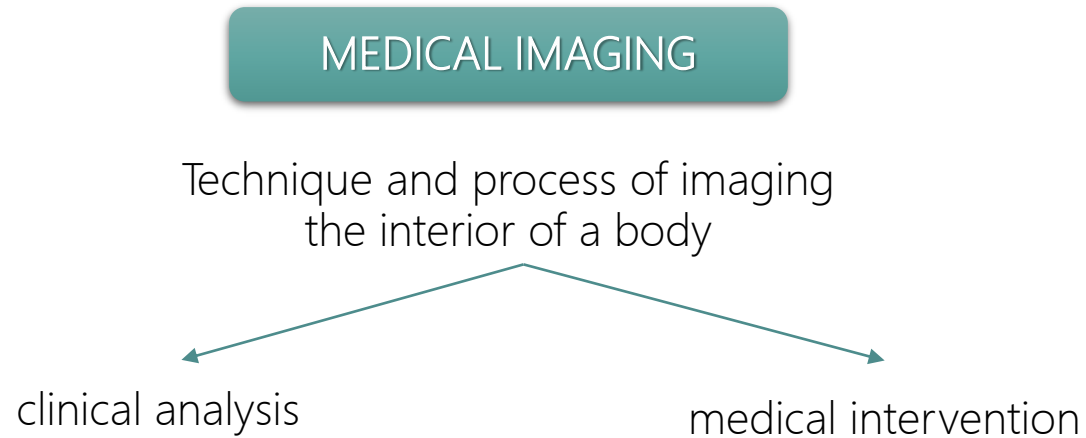 MEDICAL IMAGING
Technique and process of imaging
the interior of a body
clinical analysis
medical intervention